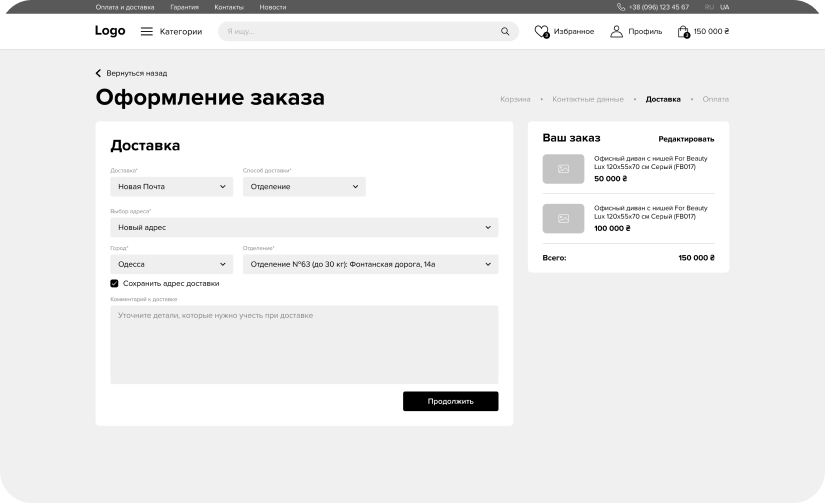 Оплата и доставка Гарантия Контакты Новости +38 (096) 123 45 67 RU UA
Logo Категории Я ищу... Избранное Профиль 150 000 ₴
Вернуться назад
Оформление заказа
Корзина • Контактные данные • Доставка • Оплата
Доставка
Доставка* Способ доставки*
Новая Почта Отделение
Выбор адреса*
Новый адрес
Город* Отделение*
Одесса Отделение №63 (до 30 кг): Фонтанская дорога, 14а
Сохранить адрес доставки
Комментарий к доставке
Уточните детали, которые нужно учесть при доставке
Продолжить
Ваш заказ Редактировать
Офисный диван с нишей For Beauty
Lux 120x55x70 см Серый (FB017)
50 000 ₴
Офисный диван с нишей For Beauty
Lux 120x55x70 см Серый (FB017)
100 000 ₴
Всего: 150 000 ₴